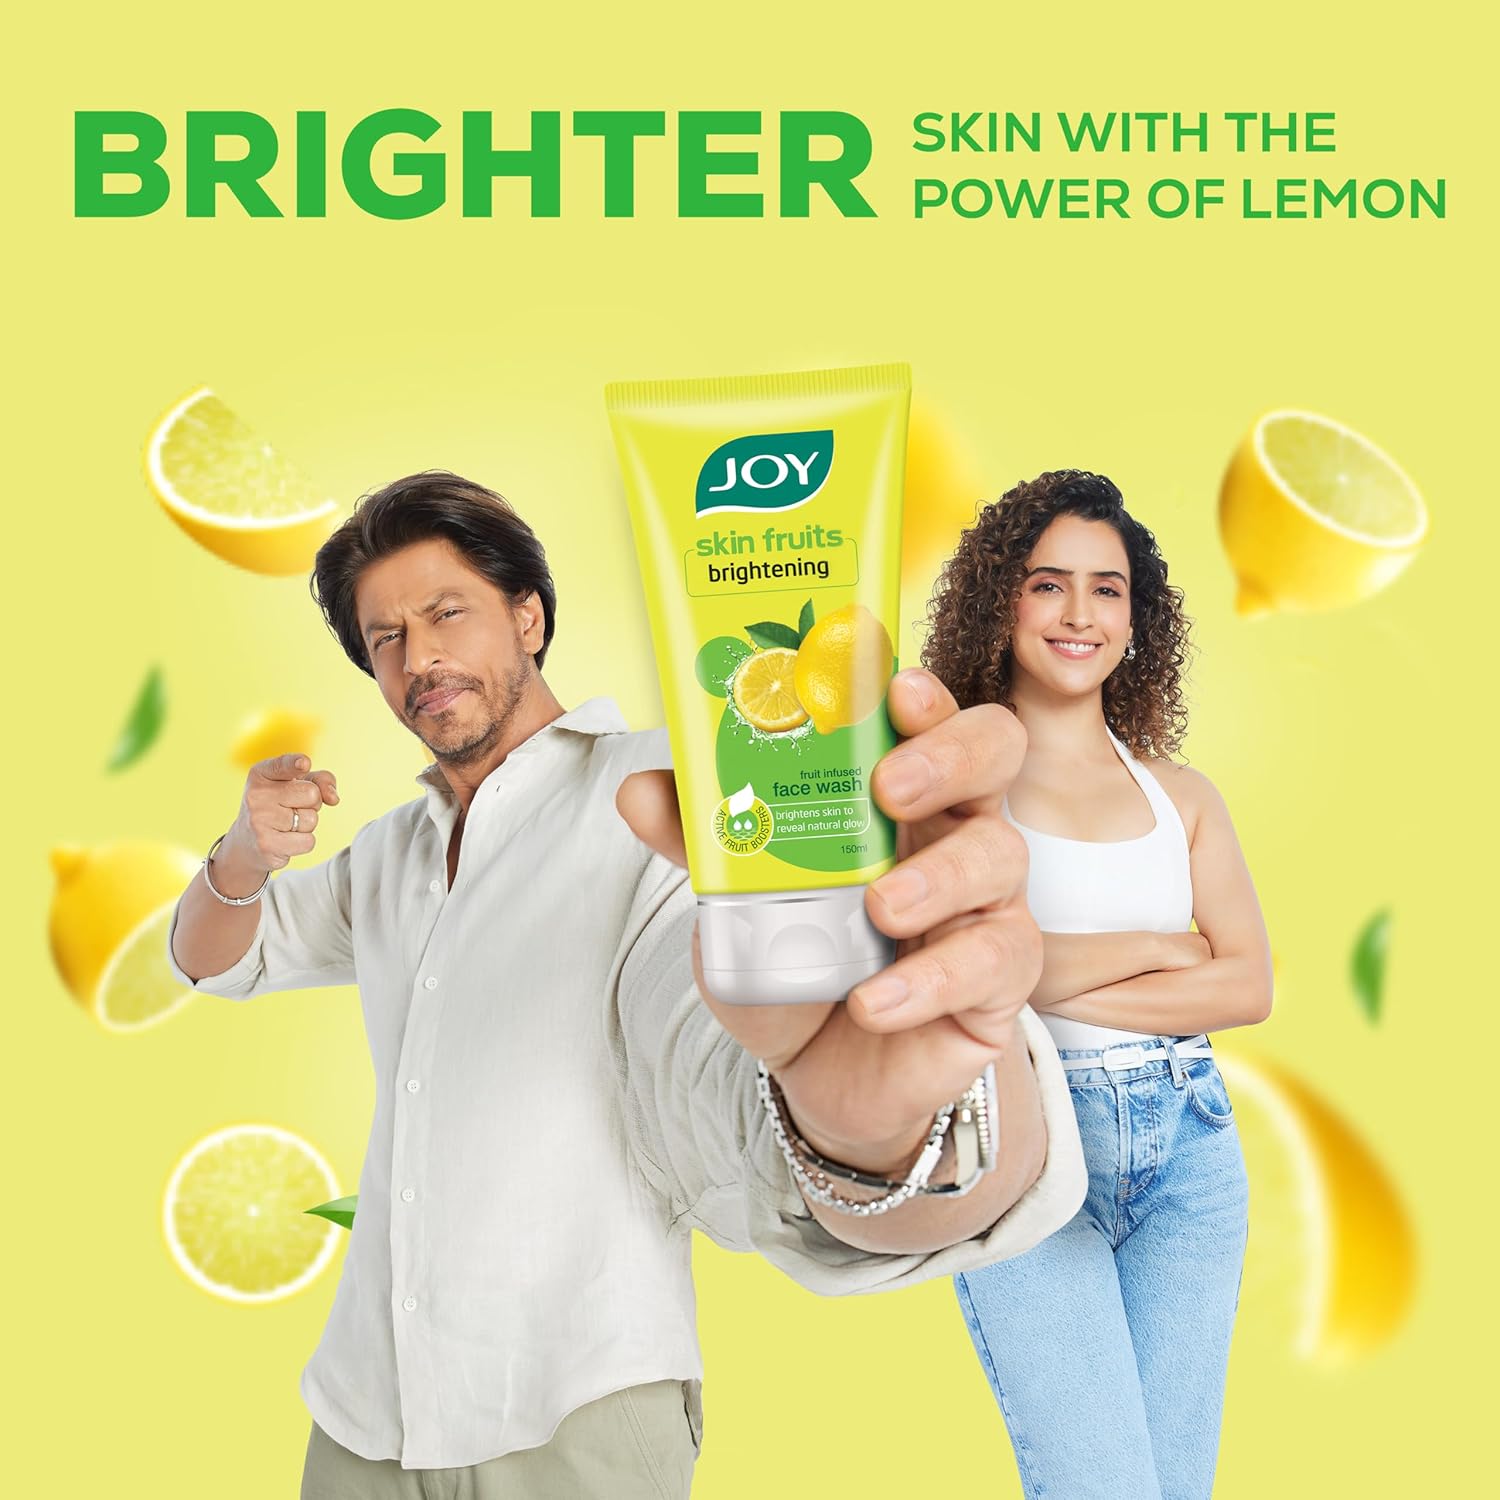 BRIGHTER
SKIN WITH THE
POWER OF LEMON
JOY
skin fruits
brightening
fruit infused
face wash
ACTIVE FRUIT BOOSTERS
brightens skin to
reveal natural glow
150ml